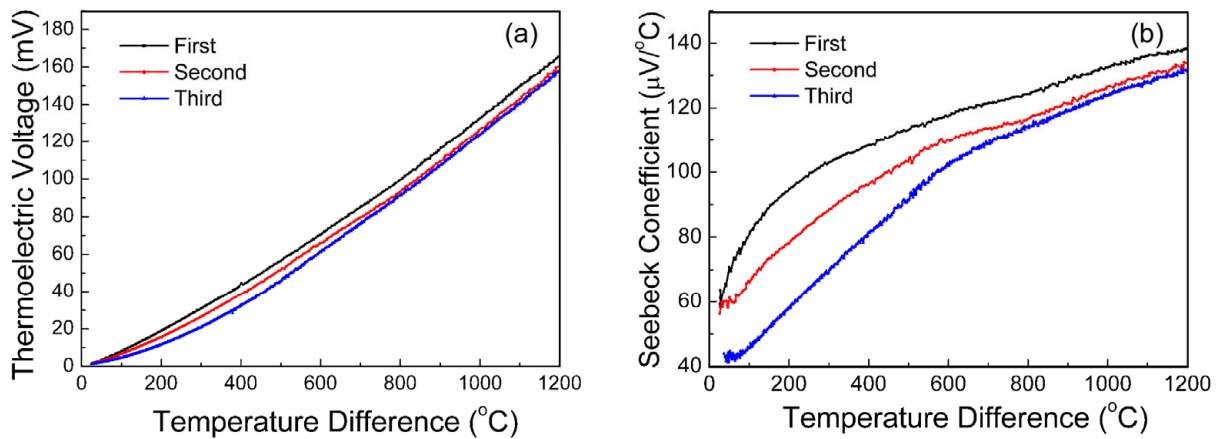 (a)
First
Second
Third
Thermoelectric Voltage (mV)
180
160
140
120
100
80
60
40
20
0
200
400
600
800
1000
1200
Temperature Difference (°C)
(b)
First
Second
Third
Seebeck Conefficient (μV/°C)
140
120
100
80
60
40
0
200
400
600
800
1000
1200
Temperature Difference (°C)